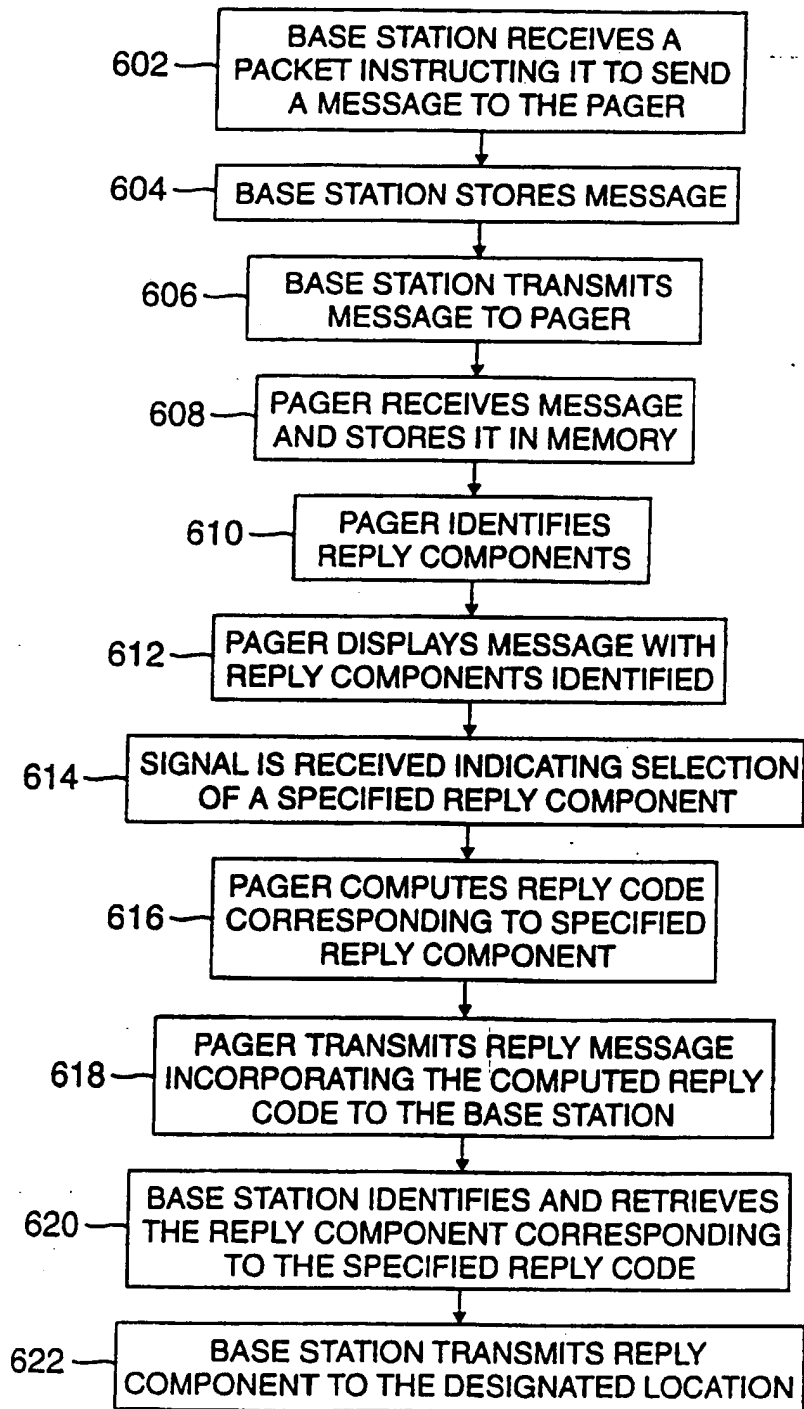 602
BASE STATION RECEIVES A
PACKET INSTRUCTING IT TO SEND
A MESSAGE TO THE PAGER
604
BASE STATION STORES MESSAGE
606
BASE STATION TRANSMITS
MESSAGE TO PAGER
608
PAGER RECEIVES MESSAGE
AND STORES IT IN MEMORY
610
PAGER IDENTIFIES
REPLY COMPONENTS
612
PAGER DISPLAYS MESSAGE WITH
REPLY COMPONENTS IDENTIFIED
614
SIGNAL IS RECEIVED INDICATING SELECTION
OF A SPECIFIED REPLY COMPONENT
616
PAGER COMPUTES REPLY CODE
CORRESPONDING TO SPECIFIED
REPLY COMPONENT
618
PAGER TRANSMITS REPLY MESSAGE
INCORPORATING THE COMPUTED REPLY
CODE TO THE BASE STATION
620
BASE STATION IDENTIFIES AND RETRIEVES
THE REPLY COMPONENT CORRESPONDING
TO THE SPECIFIED REPLY CODE
622
BASE STATION TRANSMITS REPLY
COMPONENT TO THE DESIGNATED LOCATION